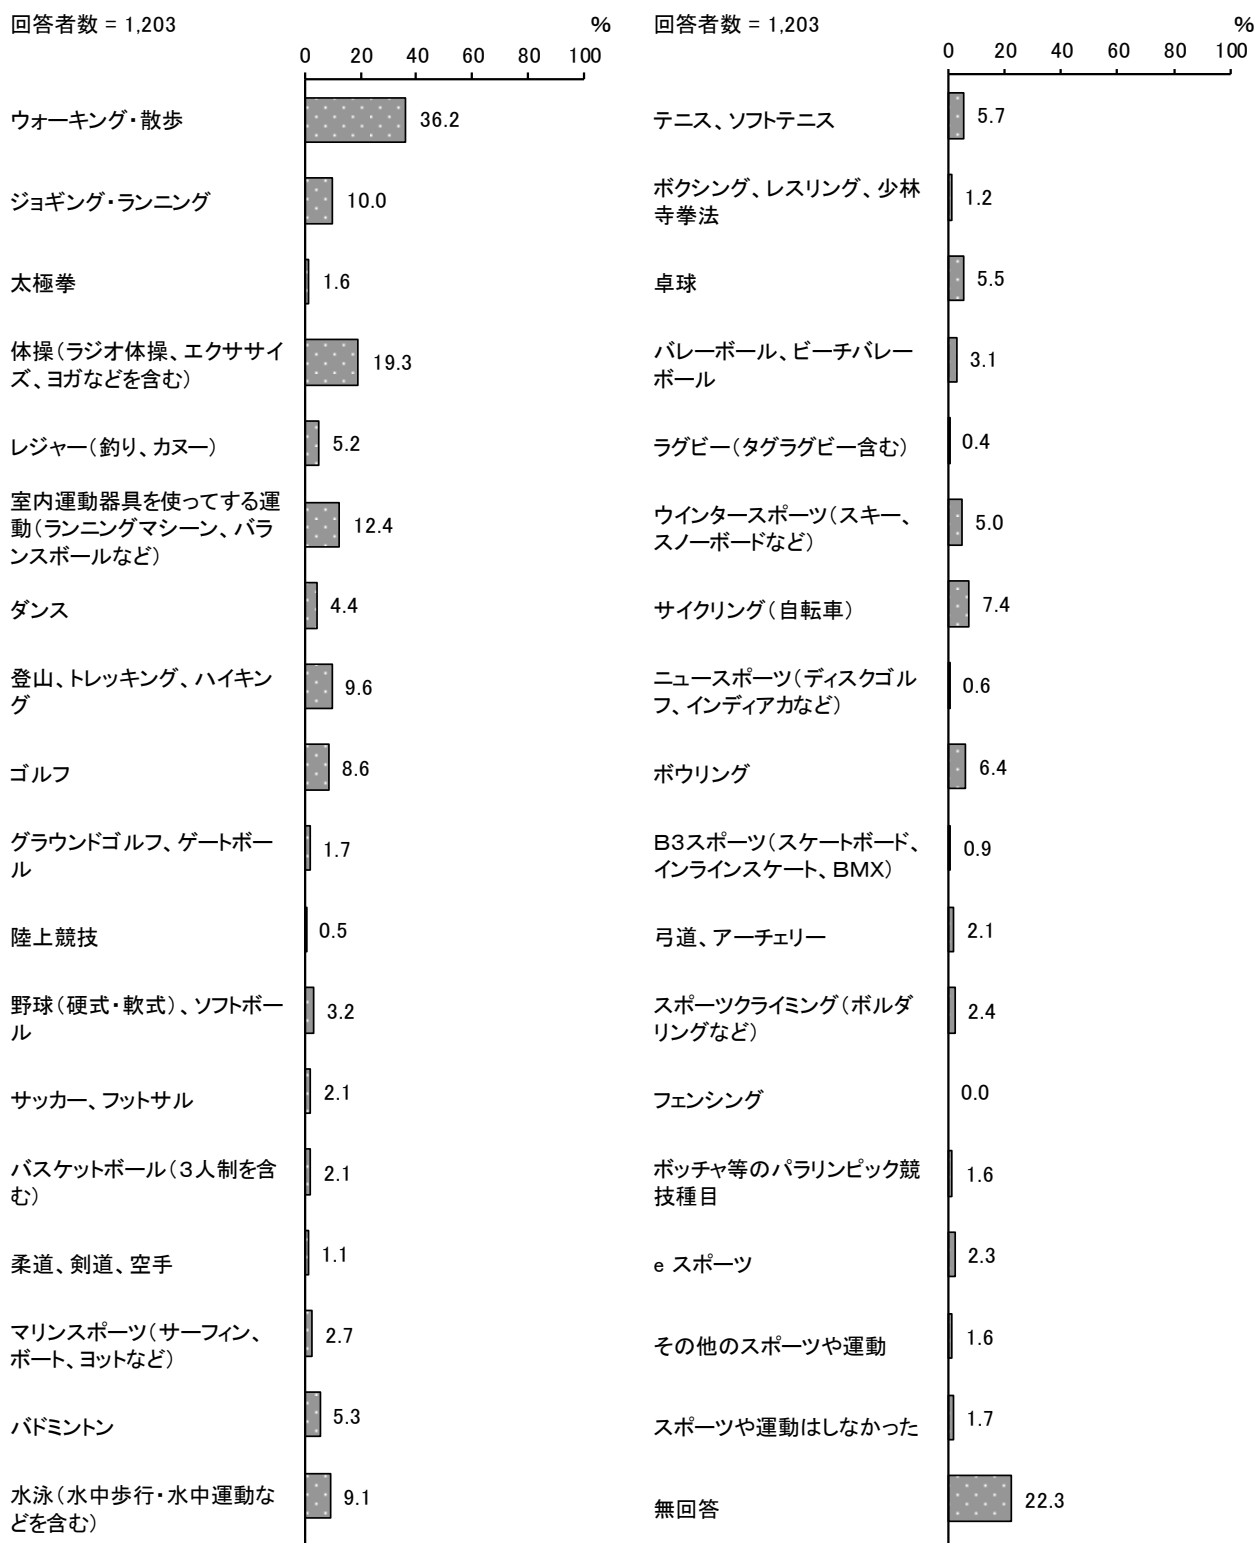 回答者数 = 1,203
%
0 20 40 60 80 100
ウォーキング・散歩
36.2
ジョギング・ランニング
10.0
太極拳
1.6
体操(ラジオ体操、エクササイ
ズ、ヨガなどを含む)
19.3
レジャー(釣り、カヌー)
5.2
室内運動器具を使ってする運
動(ランニングマシーン、バラ
ンスボールなど)
12.4
ダンス
4.4
登山、トレッキング、ハイキン
グ
9.6
ゴルフ
8.6
グラウンドゴルフ、ゲートボー
ル
1.7
陸上競技
0.5
野球(硬式・軟式)、ソフトボー
ル
3.2
サッカー、フットサル
2.1
バスケットボール(3人制を含
む)
2.1
柔道、剣道、空手
1.1
マリンスポーツ(サーフィン、
ボート、ヨットなど)
2.7
バドミントン
5.3
水泳(水中歩行・水中運動な
どを含む)
9.1
回答者数 = 1,203
%
0 20 40 60 80 100
テニス、ソフトテニス
5.7
ボクシング、レスリング、少林
寺拳法
1.2
卓球
5.5
バレーボール、ビーチバレー
ボール
3.1
ラグビー(タグラグビー含む)
0.4
ウインタースポーツ(スキー、
スノーボードなど)
5.0
サイクリング(自転車)
7.4
ニュースポーツ(ディスクゴル
フ、インディアカなど)
0.6
ボウリング
6.4
B3スポーツ(スケートボード、
インラインスケート、BMX)
0.9
弓道、アーチェリー
2.1
スポーツクライミング(ボルダ
リングなど)
2.4
フェンシング
0.0
ボッチャ等のパラリンピック競
技種目
1.6
e スポーツ
2.3
その他のスポーツや運動
1.6
スポーツや運動はしなかった
1.7
無回答
22.3